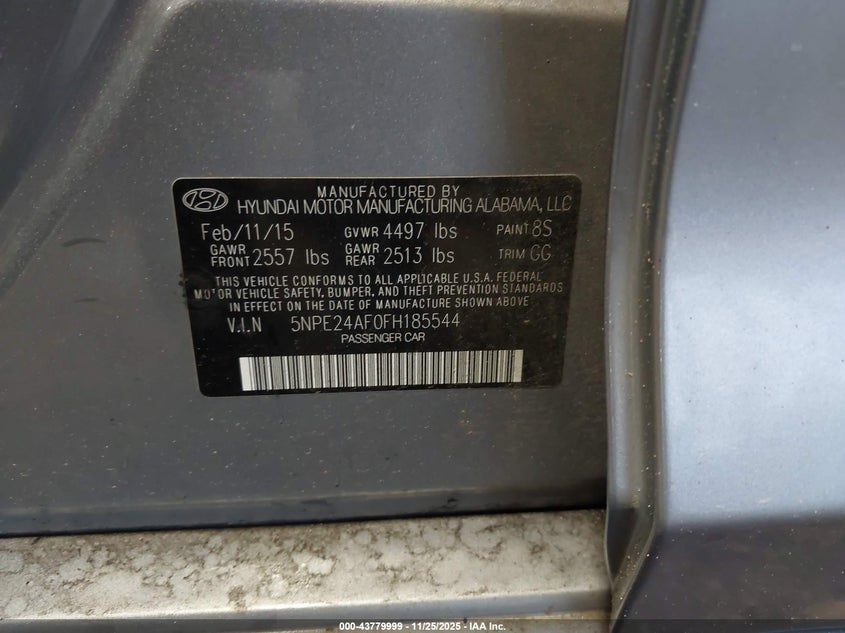 MANUFACTURED BY
HYUNDAI MOTOR MANUFACTURING ALABAMA, LLC
Feb/11/15 GVWR 4497 lbs PAINT 8S
GAWR FRONT 2557 lbs GAWR REAR 2513 lbs TRIM GG
THIS VEHICLE CONFORMS TO ALL APPLICABLE U.S.A. FEDERAL
MOTOR VEHICLE SAFETY, BUMPER, AND THEFT PREVENTION STANDARDS
IN EFFECT ON THE DATE OF MANUFACTURE SHOWN ABOVE
V.I.N 5NPE24AF0FH185544
PASSENGER CAR
000-43779999 - 11/25/2025 - IAA Inc.